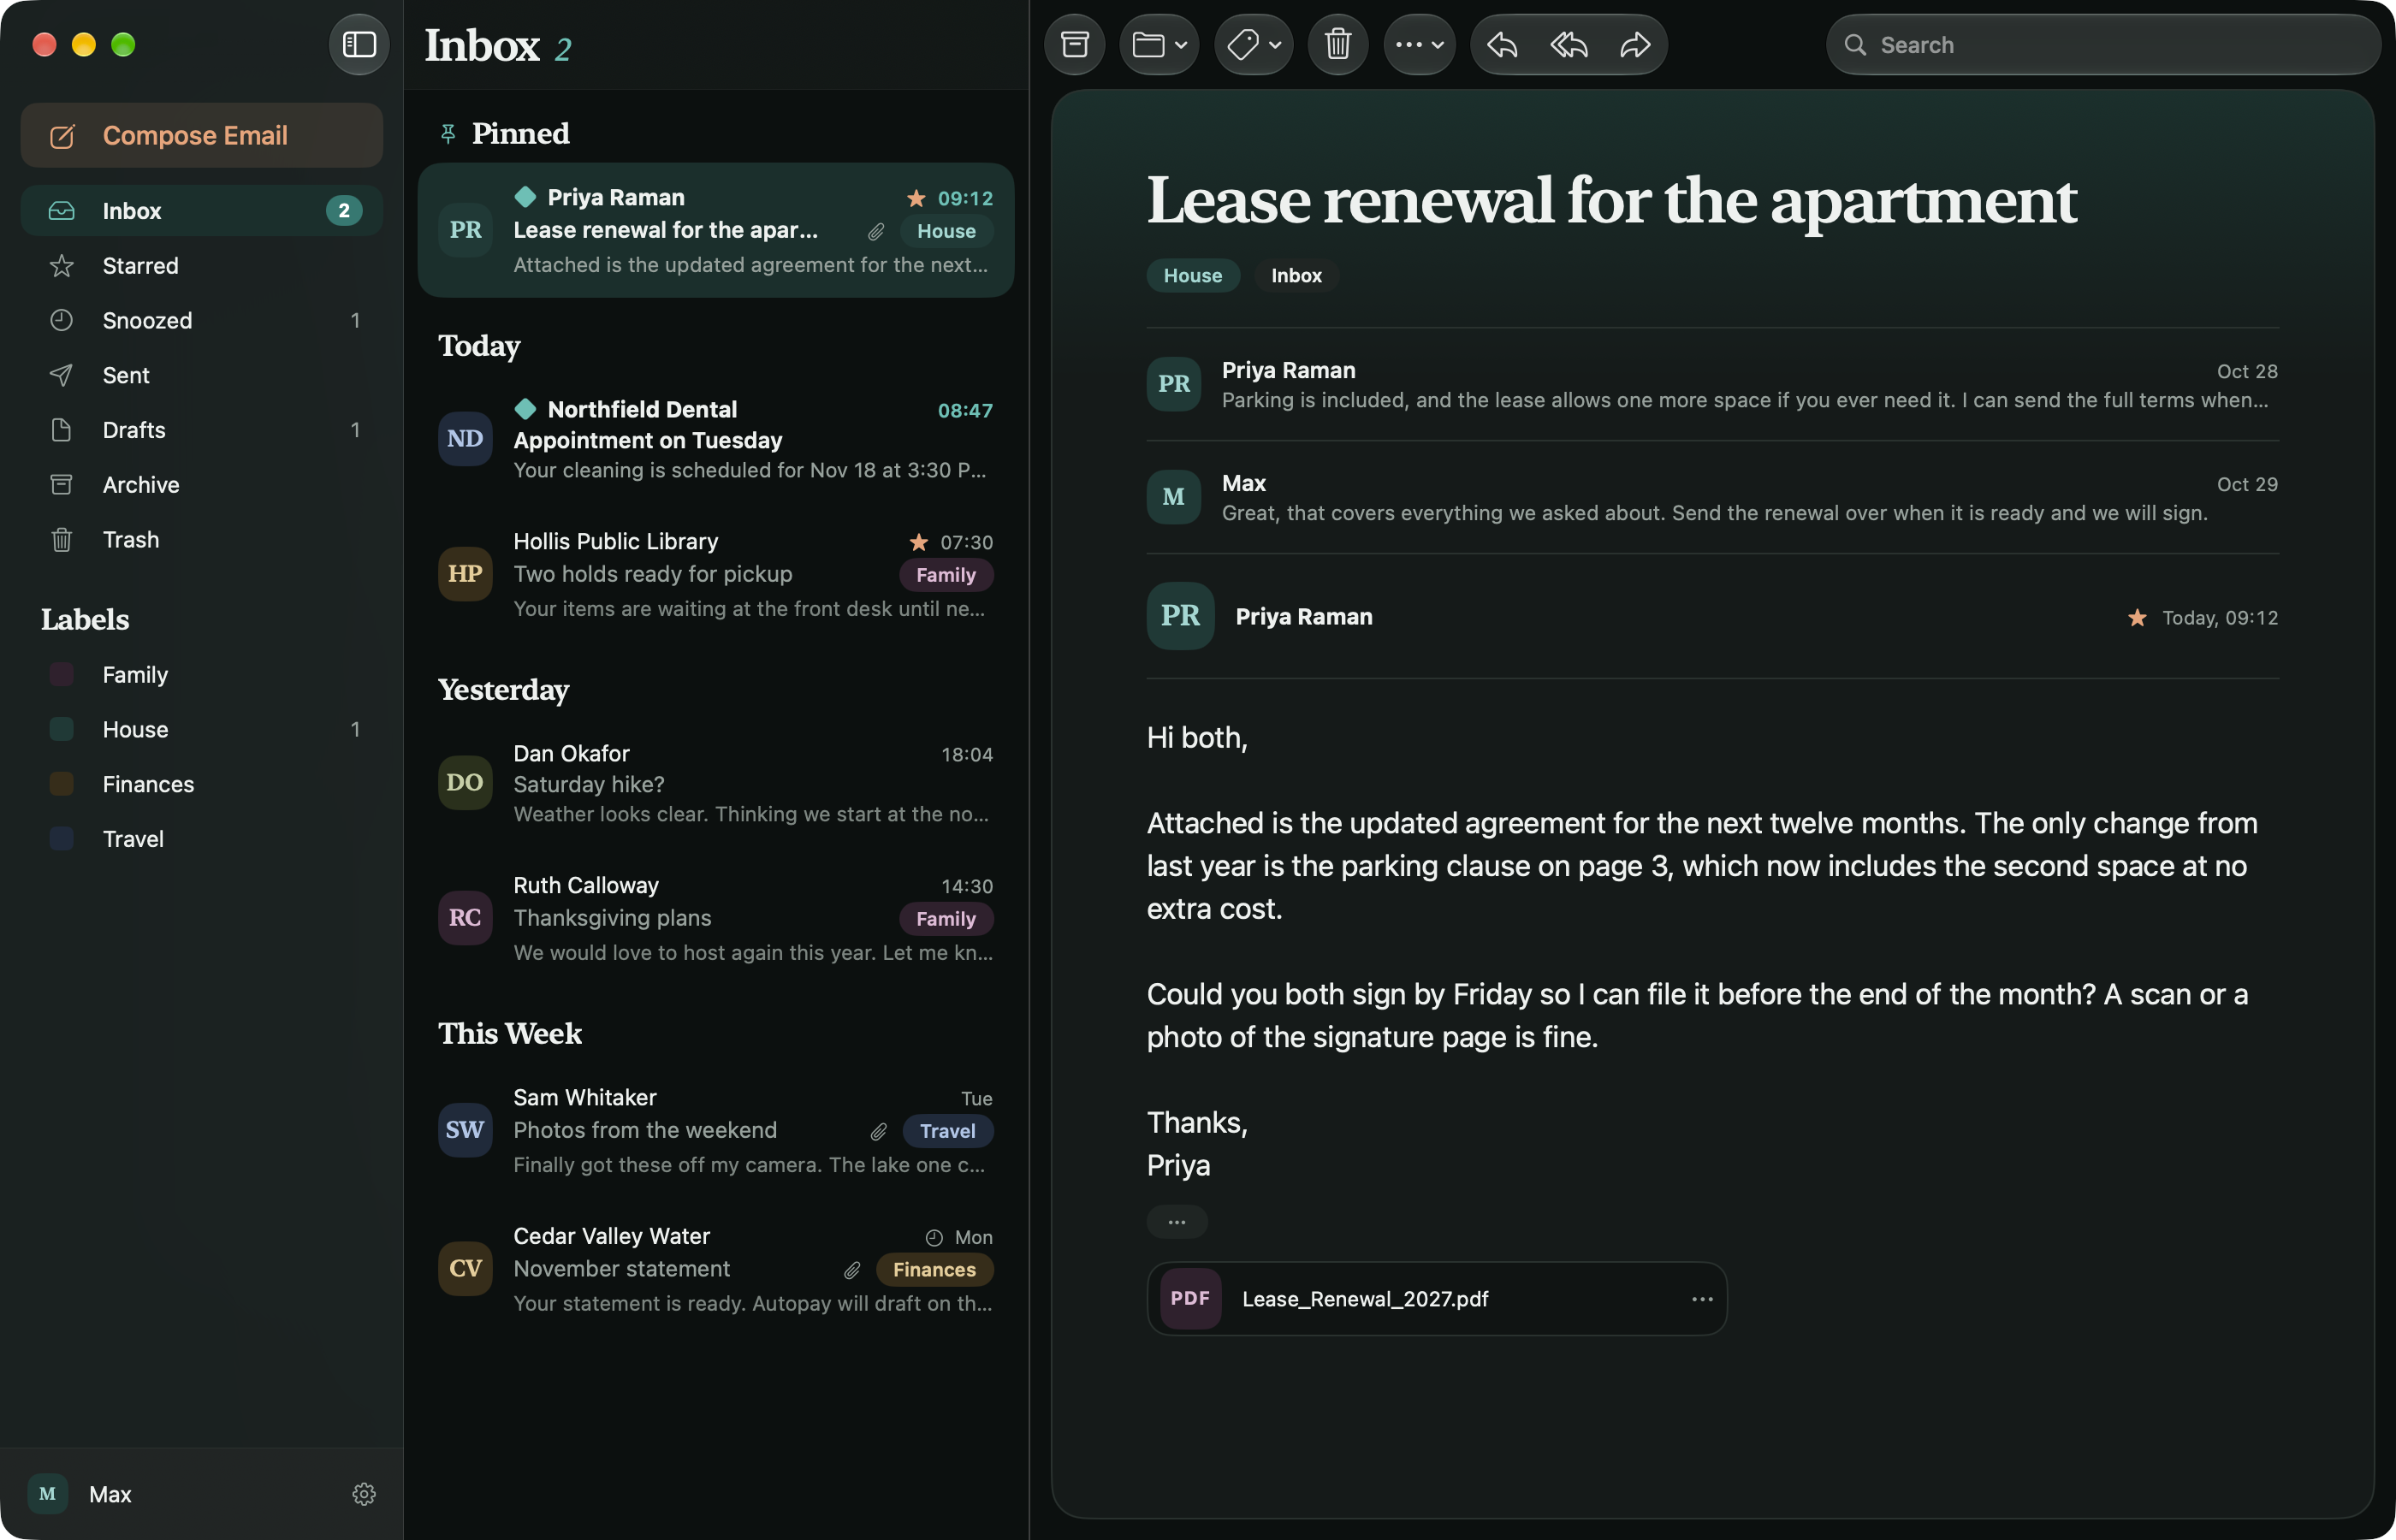 Compose Email
Inbox 2
Starred
Snoozed 1
Sent
Drafts 1
Archive
Trash
Labels
Family
House 1
Finances
Travel
M Max
Inbox 2
Pinned
PR
Priya Raman 09:12
Lease renewal for the apar... House
Attached is the updated agreement for the next...
Today
ND
Northfield Dental 08:47
Appointment on Tuesday
Your cleaning is scheduled for Nov 18 at 3:30 P...
HP
Hollis Public Library 07:30
Two holds ready for pickup Family
Your items are waiting at the front desk until ne...
Yesterday
DO
Dan Okafor 18:04
Saturday hike?
Weather looks clear. Thinking we start at the no...
RC
Ruth Calloway 14:30
Thanksgiving plans Family
We would love to host again this year. Let me kn...
This Week
SW
Sam Whitaker Tue
Photos from the weekend Travel
Finally got these off my camera. The lake one c...
CV
Cedar Valley Water Mon
November statement Finances
Your statement is ready. Autopay will draft on th...
Search
Lease renewal for the apartment
House Inbox
PR
Priya Raman Oct 28
Parking is included, and the lease allows one more space if you ever need it. I can send the full terms when...
M
Max Oct 29
Great, that covers everything we asked about. Send the renewal over when it is ready and we will sign.
PR
Priya Raman Today, 09:12
Hi both,
Attached is the updated agreement for the next twelve months. The only change from
last year is the parking clause on page 3, which now includes the second space at no
extra cost.
Could you both sign by Friday so I can file it before the end of the month? A scan or a
photo of the signature page is fine.
Thanks,
Priya
PDF Lease_Renewal_2027.pdf